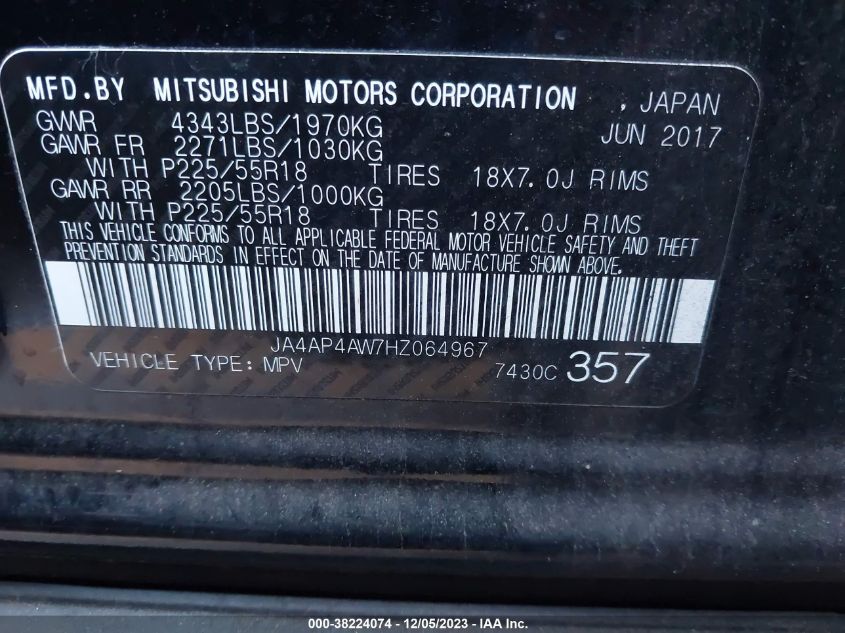 MFD.BY MITSUBISHI MOTORS CORPORATION , JAPAN
GVWR 4343LBS/1970KG JUN 2017
GAWR FR 2271LBS/1030KG
WITH P225/55R18 TIRES 18X7.0J RIMS
GAWR RR 2205LBS/1000KG
WITH P225/55R18 TIRES 18X7.0J RIMS
THIS VEHICLE CONFORMS TO ALL APPLICABLE FEDERAL MOTOR VEHICLE SAFETY AND THEFT
PREVENTION STANDARDS IN EFFECT ON THE DATE OF MANUFACTURE SHOWN ABOVE.
JA4AP4AW7HZ064967
VEHICLE TYPE: MPV 7430C 357
000-38224074 - 12/05/2023 - IAA Inc.